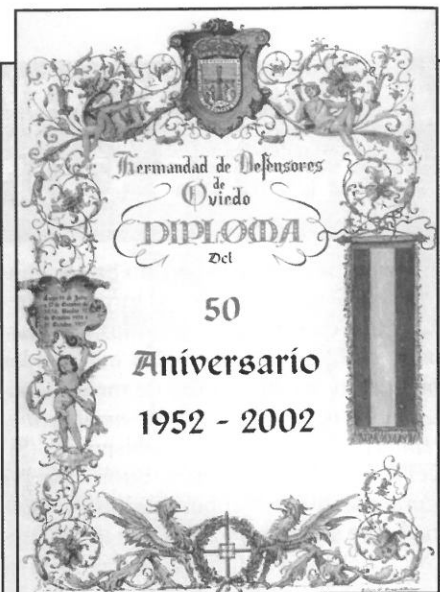 Hermandad de Defensores
de
Oviedo
DIPLOMA
Del
50
Aniversario
1952 - 2002